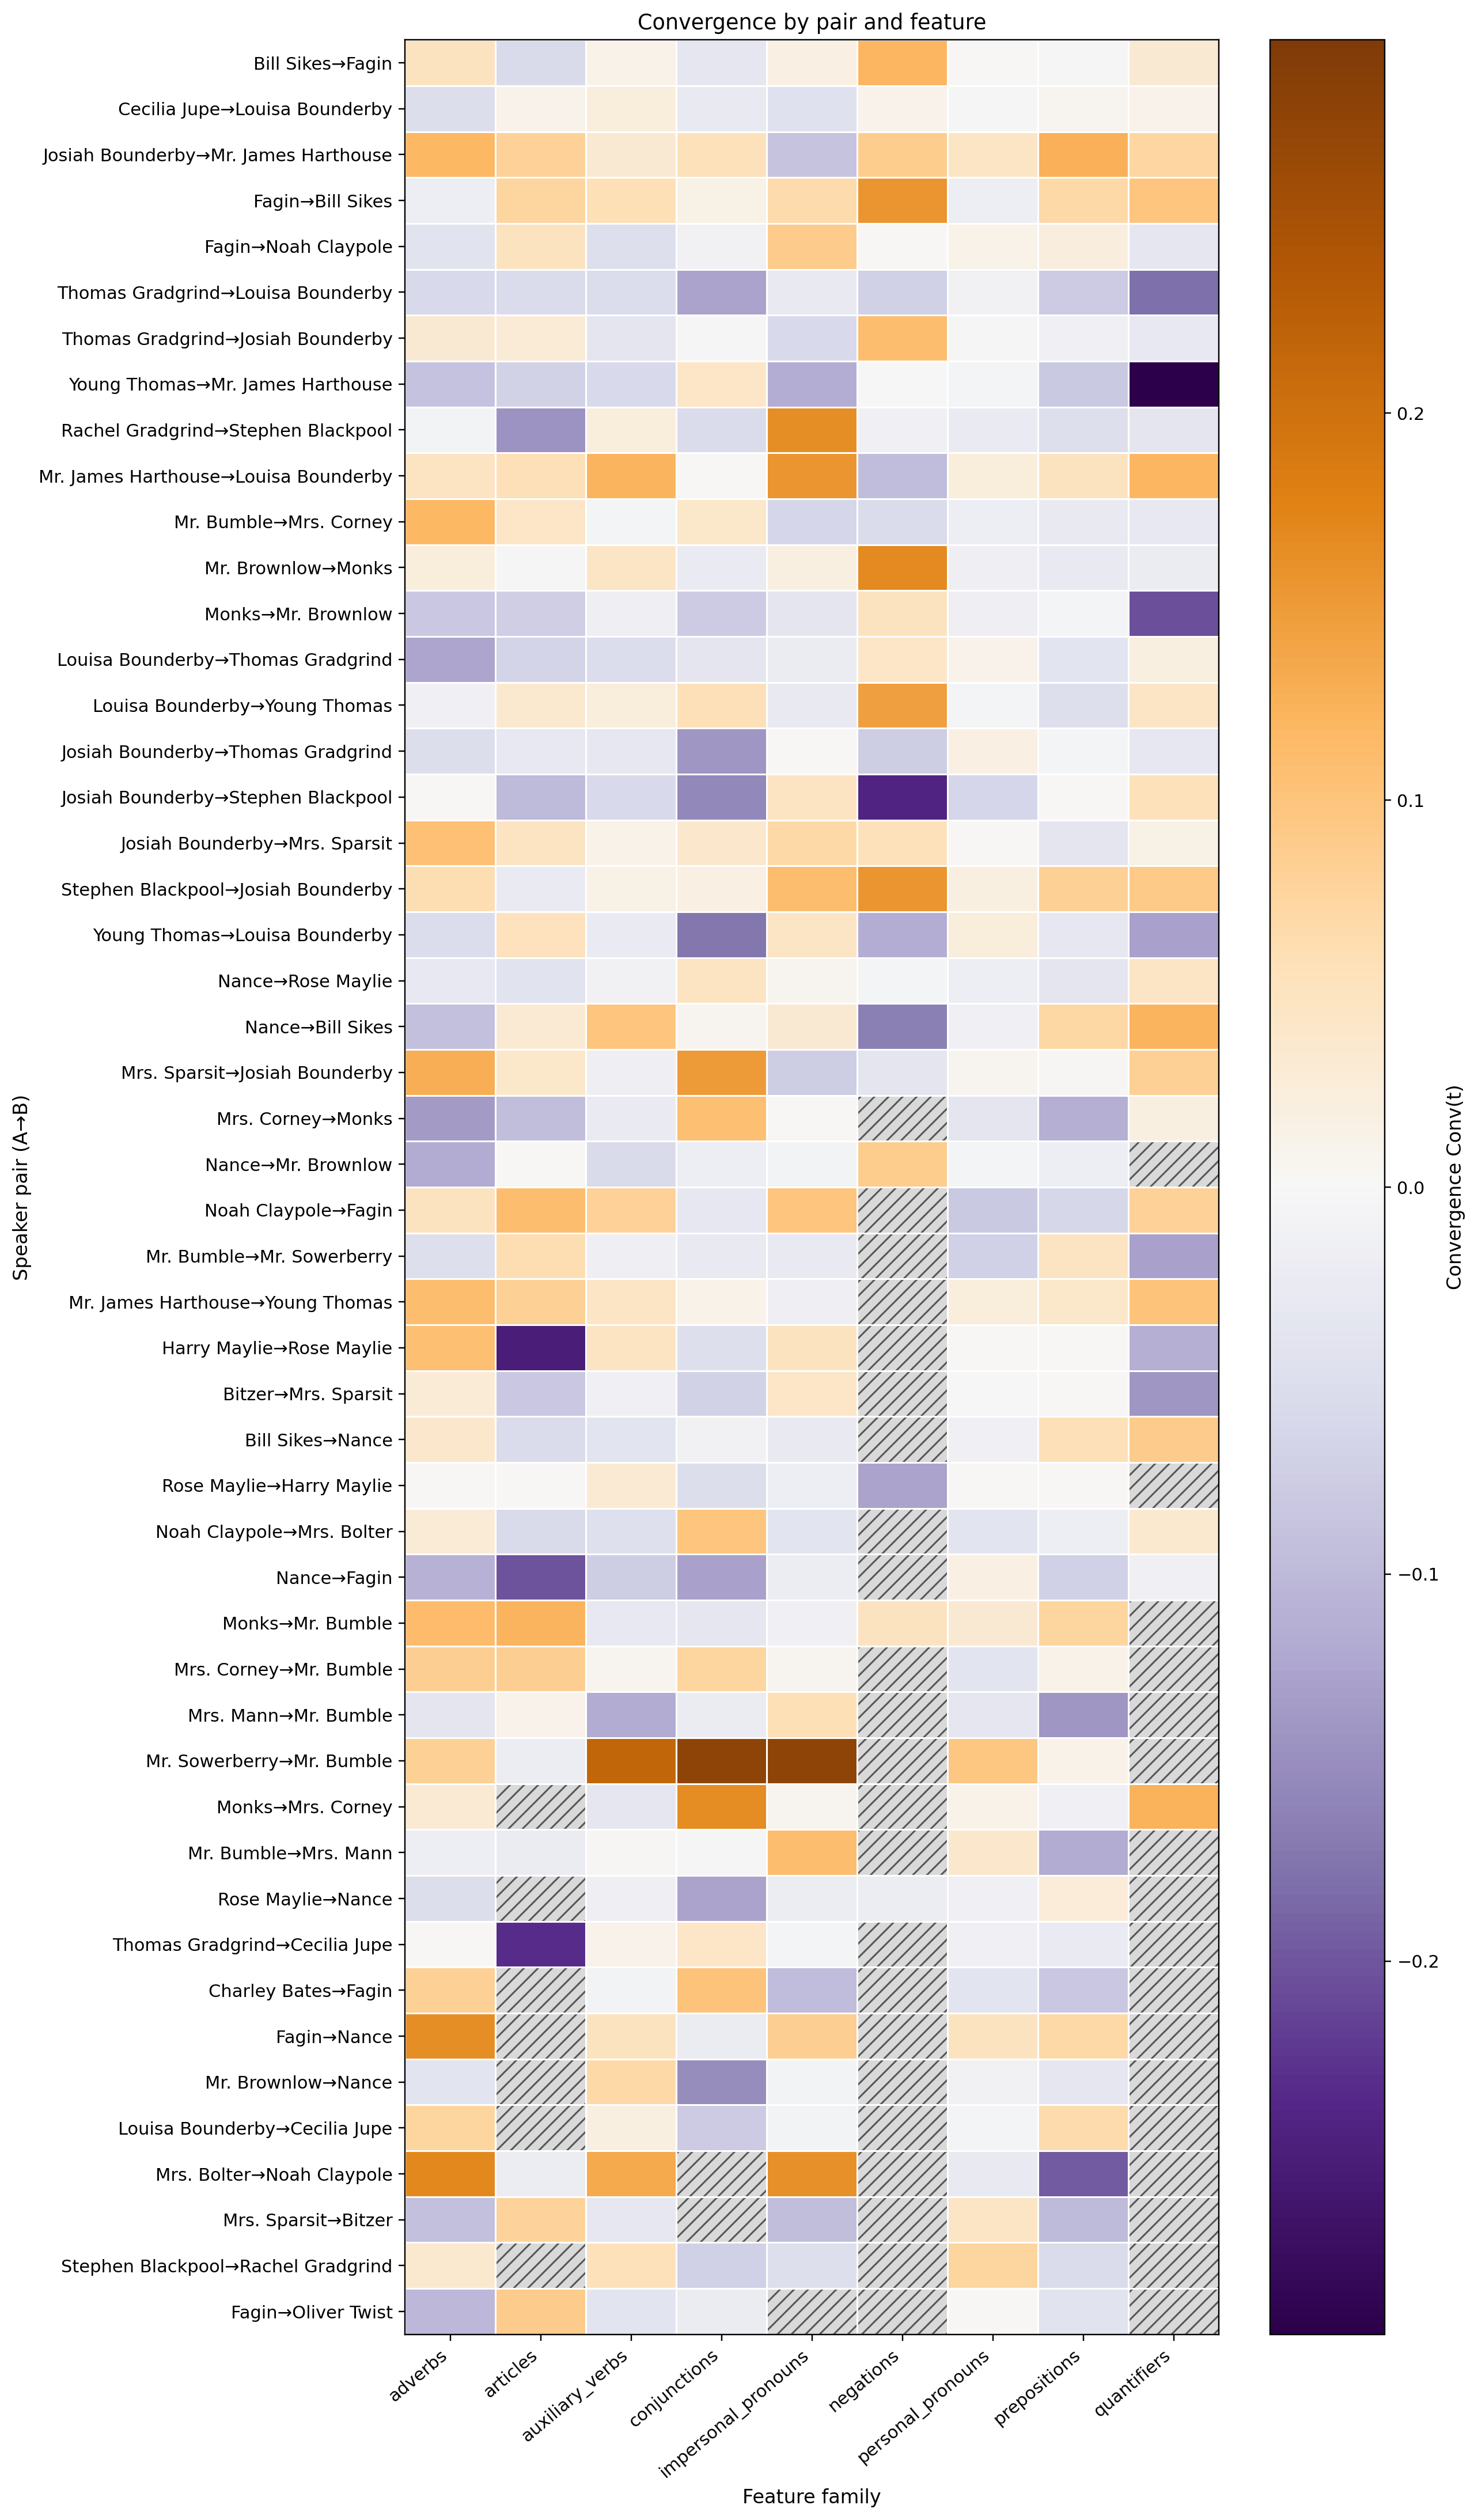 Convergence by pair and feature
Speaker pair (A→B)
Bill Sikes→Fagin
Cecilia Jupe→Louisa Bounderby
Josiah Bounderby→Mr. James Harthouse
Fagin→Bill Sikes
Fagin→Noah Claypole
Thomas Gradgrind→Louisa Bounderby
Thomas Gradgrind→Josiah Bounderby
Young Thomas→Mr. James Harthouse
Rachel Gradgrind→Stephen Blackpool
Mr. James Harthouse→Louisa Bounderby
Mr. Bumble→Mrs. Corney
Mr. Brownlow→Monks
Monks→Mr. Brownlow
Louisa Bounderby→Thomas Gradgrind
Louisa Bounderby→Young Thomas
Josiah Bounderby→Thomas Gradgrind
Josiah Bounderby→Stephen Blackpool
Josiah Bounderby→Mrs. Sparsit
Stephen Blackpool→Josiah Bounderby
Young Thomas→Louisa Bounderby
Nance→Rose Maylie
Nance→Bill Sikes
Mrs. Sparsit→Josiah Bounderby
Mrs. Corney→Monks
Nance→Mr. Brownlow
Noah Claypole→Fagin
Mr. Bumble→Mr. Sowerberry
Mr. James Harthouse→Young Thomas
Harry Maylie→Rose Maylie
Bitzer→Mrs. Sparsit
Bill Sikes→Nance
Rose Maylie→Harry Maylie
Noah Claypole→Mrs. Bolter
Nance→Fagin
Monks→Mr. Bumble
Mrs. Corney→Mr. Bumble
Mrs. Mann→Mr. Bumble
Mr. Sowerberry→Mr. Bumble
Monks→Mrs. Corney
Mr. Bumble→Mrs. Mann
Rose Maylie→Nance
Thomas Gradgrind→Cecilia Jupe
Charley Bates→Fagin
Fagin→Nance
Mr. Brownlow→Nance
Louisa Bounderby→Cecilia Jupe
Mrs. Bolter→Noah Claypole
Mrs. Sparsit→Bitzer
Stephen Blackpool→Rachel Gradgrind
Fagin→Oliver Twist
adverbs
articles
auxiliary_verbs
conjunctions
impersonal_pronouns
negations
personal_pronouns
prepositions
quantifiers
Feature family
0.2
0.1
0.0
−0.1
−0.2
Convergence Conv(t)